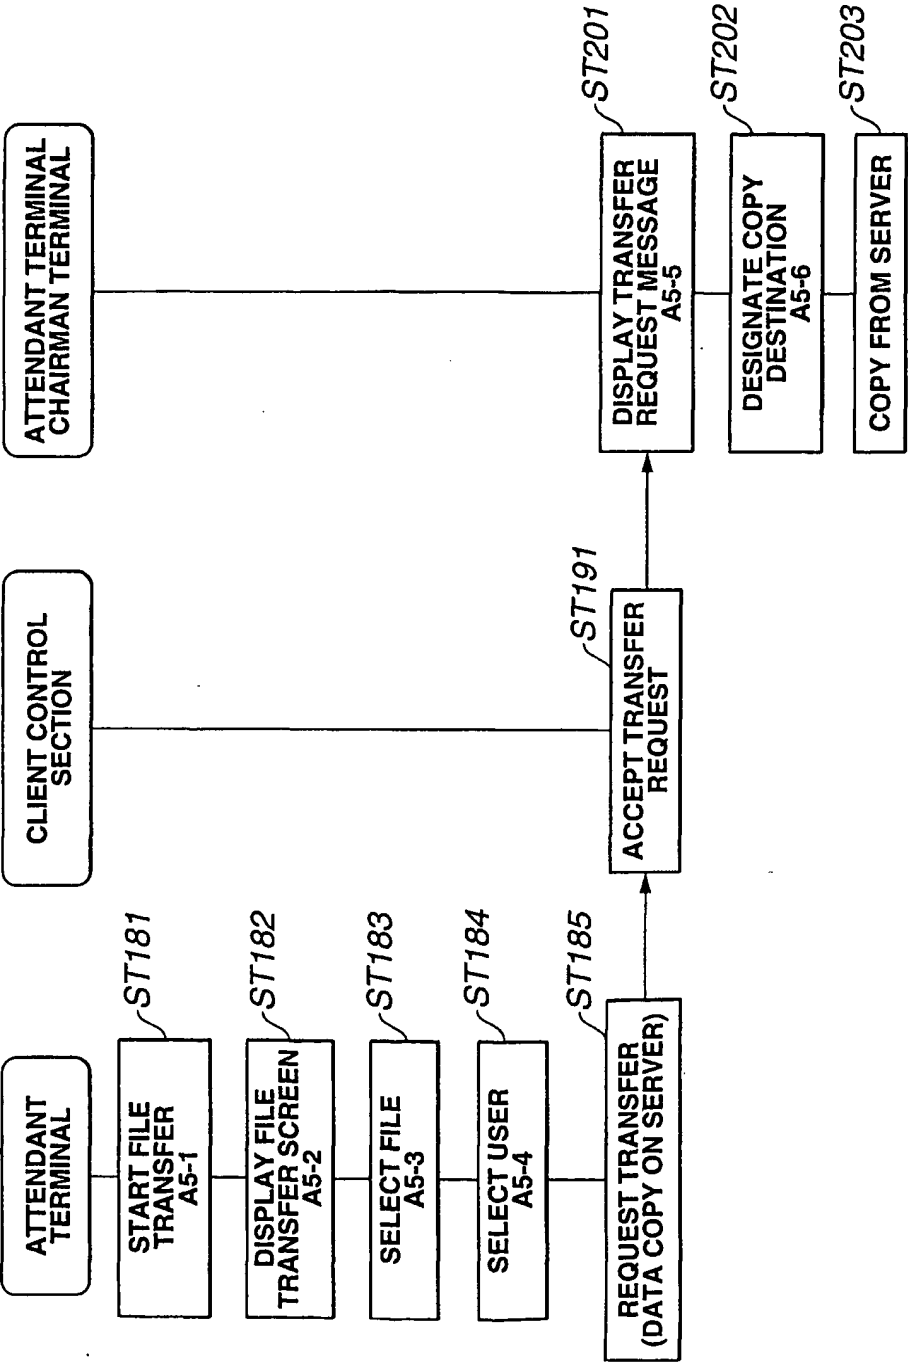 ATTENDANT
TERMINAL
START FILE
TRANSFER
A5-1
ST181
DISPLAY FILE
TRANSFER SCREEN
A5-2
ST182
SELECT FILE
A5-3
ST183
SELECT USER
A5-4
ST184
REQUEST TRANSFER
(DATA COPY ON SERVER)
ST185
CLIENT CONTROL
SECTION
ACCEPT TRANSFER
REQUEST
ST191
ATTENDANT TERMINAL
CHAIRMAN TERMINAL
DISPLAY TRANSFER
REQUEST MESSAGE
A5-5
ST201
DESIGNATE COPY
DESTINATION
A5-6
ST202
COPY FROM SERVER
ST203